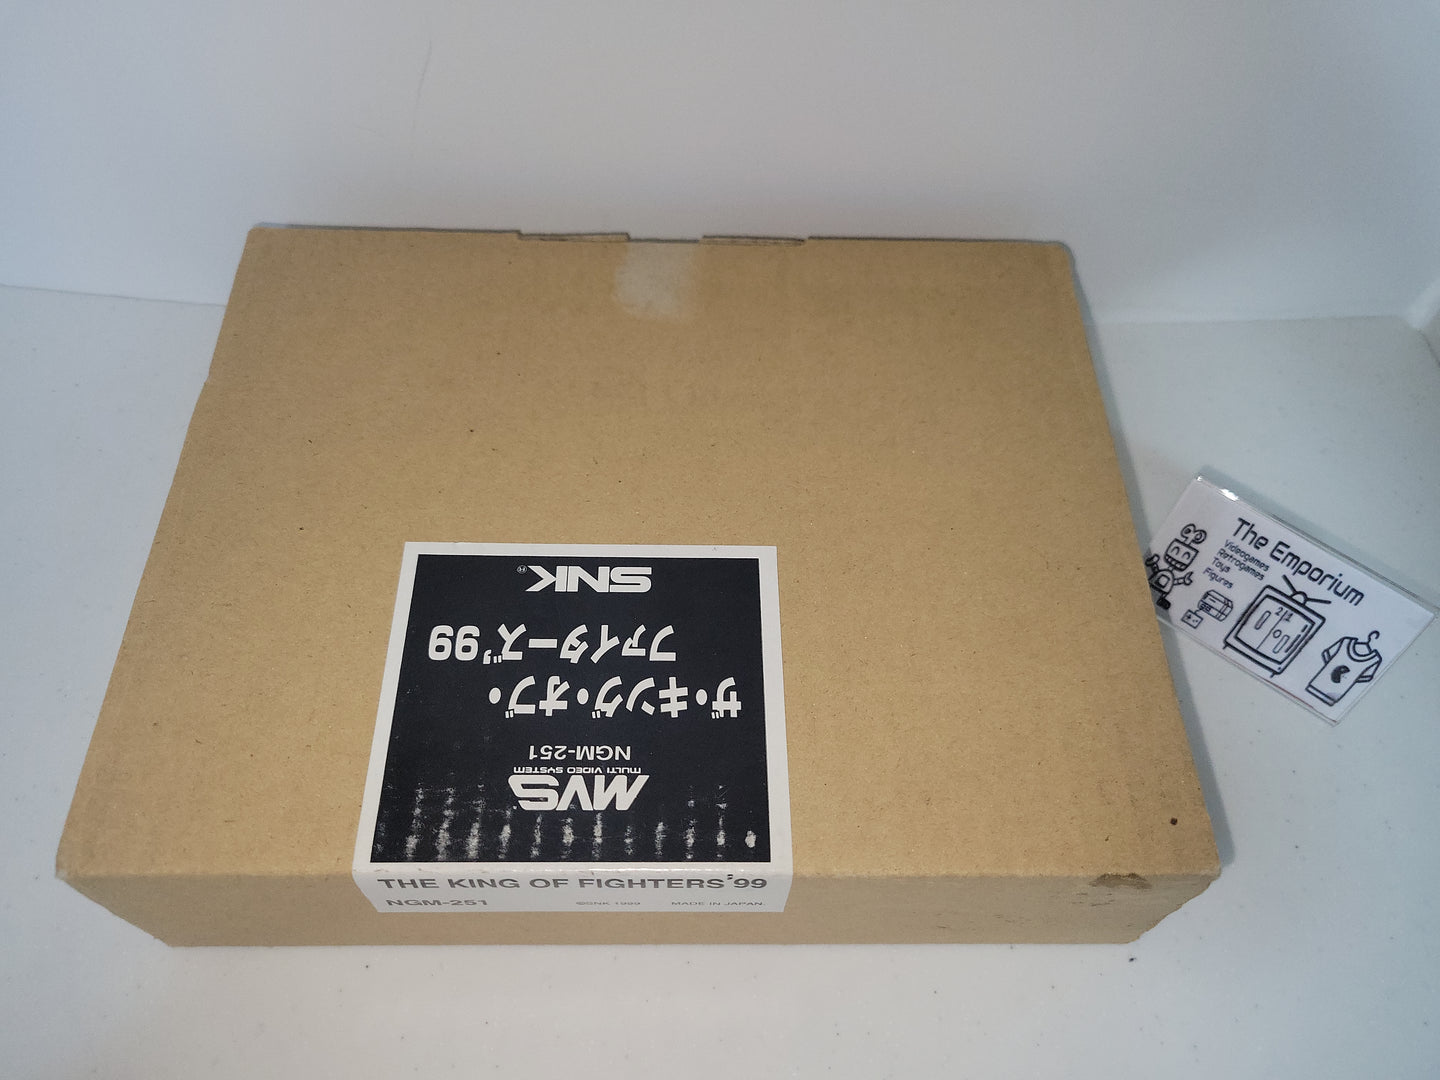 MVS
MULTI VIDEO SYSTEM
NGM-251
ザ・キング・オブ・
ファイターズ'99
SNK®
THE KING OF FIGHTERS'99
NGM-251 ©SNK 1999 MADE IN JAPAN.
The Emporium
Videogames
Retrogames
Toys
Figures